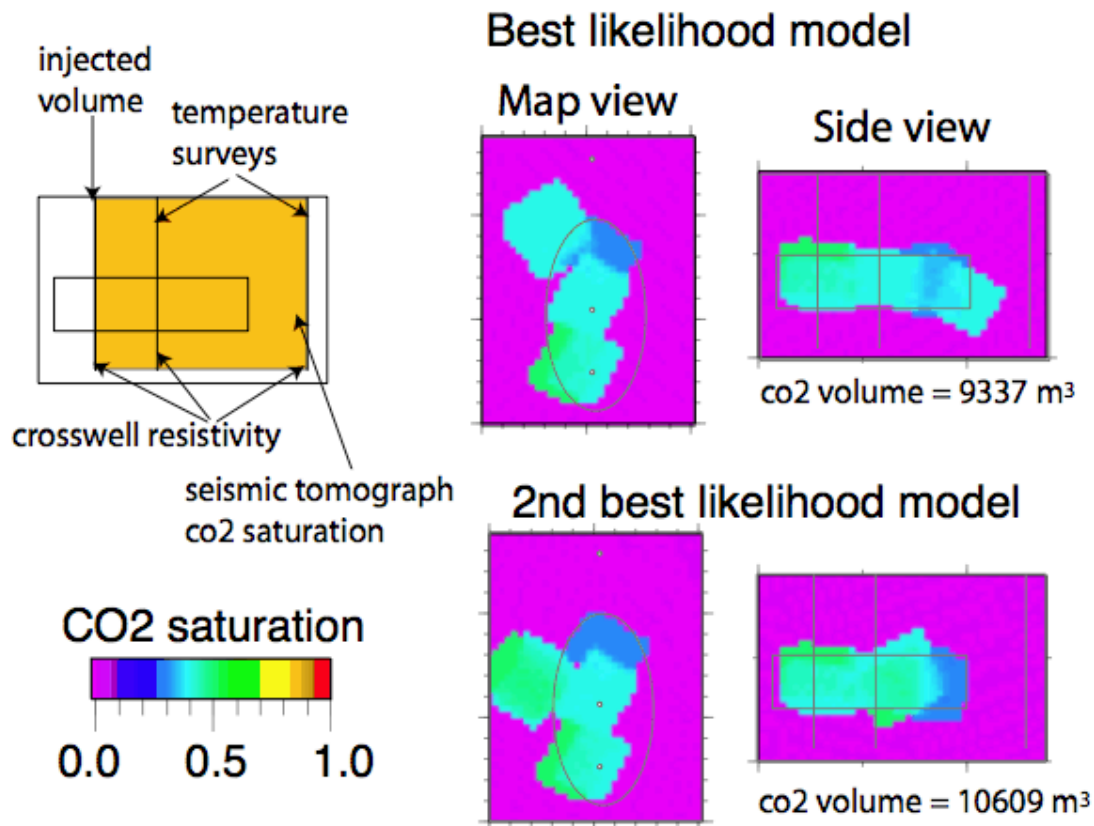 Best likelihood model
injected
volume
temperature
surveys
Map view
Side view
crosswell resistivity
seismic tomograph
co2 saturation
co2 volume = 9337 m3
2nd best likelihood model
CO2 saturation
0.0 0.5 1.0
co2 volume = 10609 m3